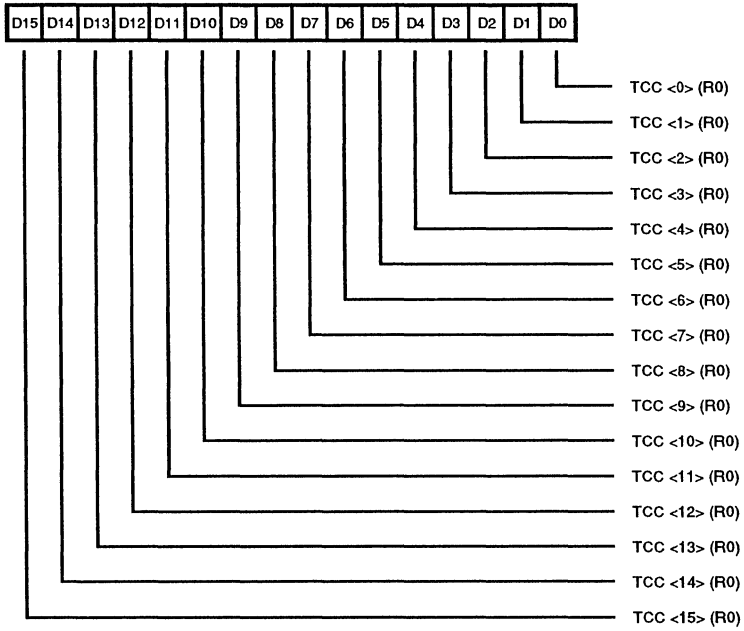 D15 D14 D13 D12 D11 D10 D9 D8 D7 D6 D5 D4 D3 D2 D1 D0
TCC <0> (R0)
TCC <1> (R0)
TCC <2> (R0)
TCC <3> (R0)
TCC <4> (R0)
TCC <5> (R0)
TCC <6> (R0)
TCC <7> (R0)
TCC <8> (R0)
TCC <9> (R0)
TCC <10> (R0)
TCC <11> (R0)
TCC <12> (R0)
TCC <13> (R0)
TCC <14> (R0)
TCC <15> (R0)